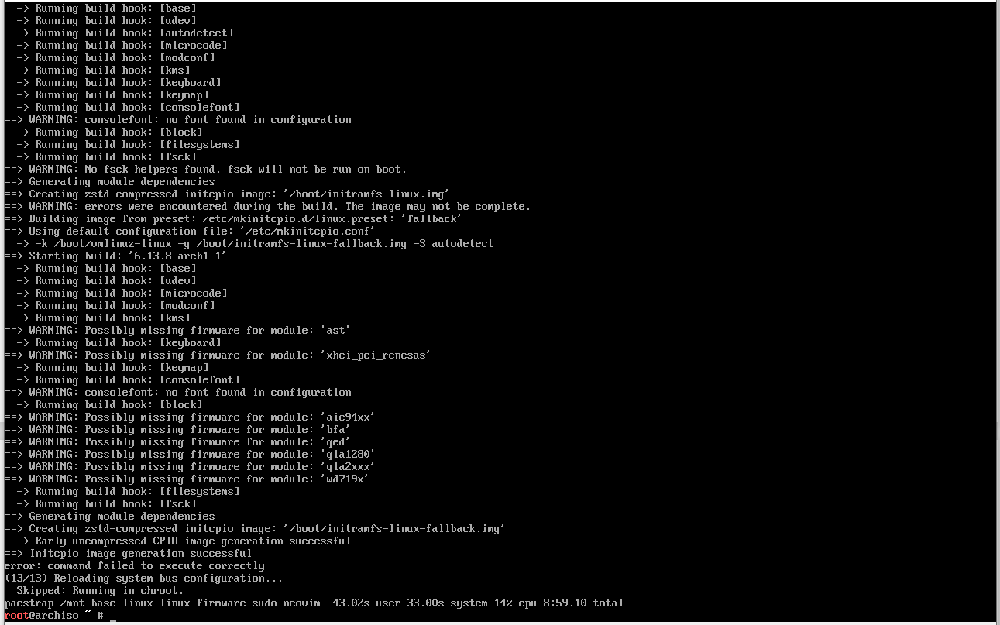 -> Running build hook: [base]
-> Running build hook: [udev]
-> Running build hook: [autodetect]
-> Running build hook: [microcode]
-> Running build hook: [modconf]
-> Running build hook: [kms]
-> Running build hook: [keyboard]
-> Running build hook: [keymap]
-> Running build hook: [consolefont]
==> WARNING: consolefont: no font found in configuration
-> Running build hook: [block]
-> Running build hook: [filesystems]
-> Running build hook: [fsck]
==> WARNING: No fsck helpers found. fsck will not be run on boot.
==> Generating module dependencies
==> Creating zstd-compressed initcpio image: '/boot/initramfs-linux.img'
==> WARNING: errors were encountered during the build. The image may not be complete.
==> Building image from preset: /etc/mkinitcpio.d/linux.preset: 'fallback'
==> Using default configuration file: '/etc/mkinitcpio.conf'
-> -k /boot/vmlinuz-linux -g /boot/initramfs-linux-fallback.img -S autodetect
==> Starting build: '6.13.8-arch1-1'
-> Running build hook: [base]
-> Running build hook: [udev]
-> Running build hook: [microcode]
-> Running build hook: [modconf]
-> Running build hook: [kms]
==> WARNING: Possibly missing firmware for module: 'ast'
-> Running build hook: [keyboard]
==> WARNING: Possibly missing firmware for module: 'xhci_pci_renesas'
-> Running build hook: [keymap]
-> Running build hook: [consolefont]
==> WARNING: consolefont: no font found in configuration
-> Running build hook: [block]
==> WARNING: Possibly missing firmware for module: 'aic94xx'
==> WARNING: Possibly missing firmware for module: 'bfa'
==> WARNING: Possibly missing firmware for module: 'qed'
==> WARNING: Possibly missing firmware for module: 'qla1280'
==> WARNING: Possibly missing firmware for module: 'qla2xxx'
==> WARNING: Possibly missing firmware for module: 'wd719x'
-> Running build hook: [filesystems]
-> Running build hook: [fsck]
==> Generating module dependencies
==> Creating zstd-compressed initcpio image: '/boot/initramfs-linux-fallback.img'
-> Early uncompressed CPIO image generation successful
==> Initcpio image generation successful
error: command failed to execute correctly
(13/13) Reloading system bus configuration...
Skipped: Running in chroot.
pacstrap /mnt base linux linux-firmware sudo neovim  43.02s user 33.00s system 14% cpu 8:59.10 total
root@archiso ~ # _